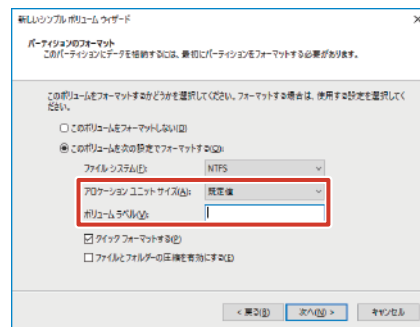 新しいシンプル ボリューム ウィザード
パーティションのフォーマット
このパーティションにデータを格納するには、最初にパーティションをフォーマットする必要があります。
このボリュームをフォーマットするかどうかを選択してください。フォーマットする場合は、使用する設定を選択してく
ださい。
このボリュームをフォーマットしない(D)
このボリュームを次の設定でフォーマットする(O):
ファイル システム(F): NTFS
アロケーション ユニット サイズ(A): 既定値
ボリューム ラベル(V):
クイック フォーマットする(P)
ファイルとフォルダーの圧縮を有効にする(E)
< 戻る(B) 次へ(N) > キャンセル